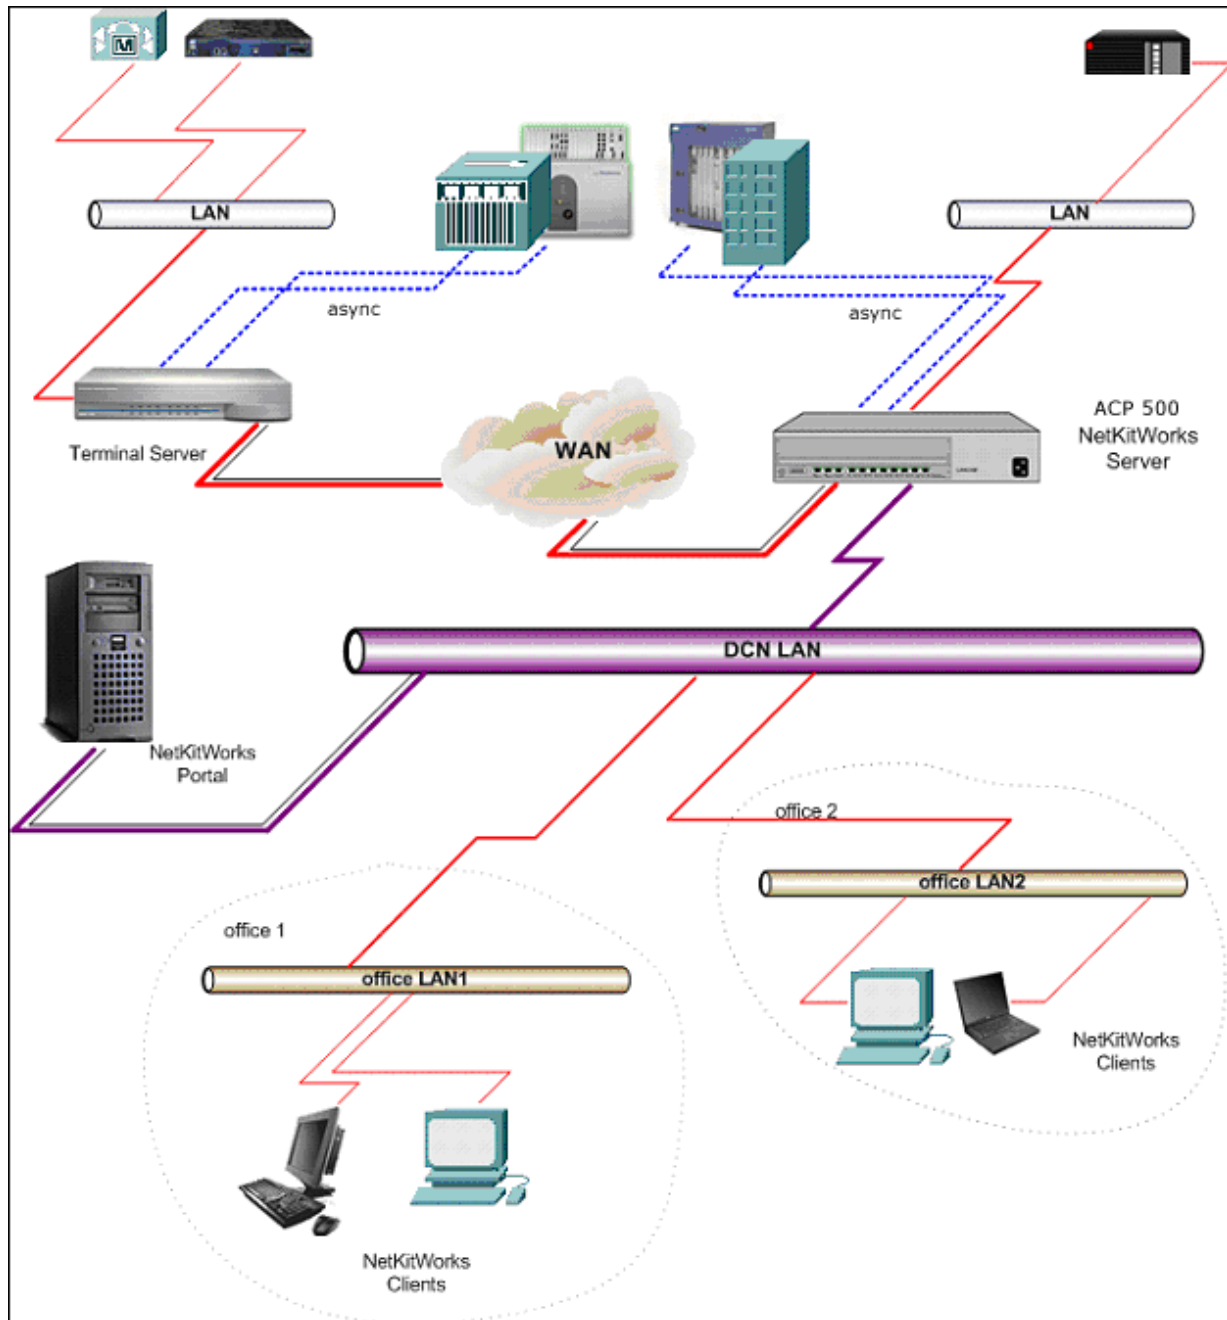 LAN
LAN
async
async
Terminal Server
WAN
ACP 500
NetKitWorks
Server
DCN LAN
NetKitWorks
Portal
office 2
office LAN2
office 1
office LAN1
NetKitWorks
Clients
NetKitWorks
Clients